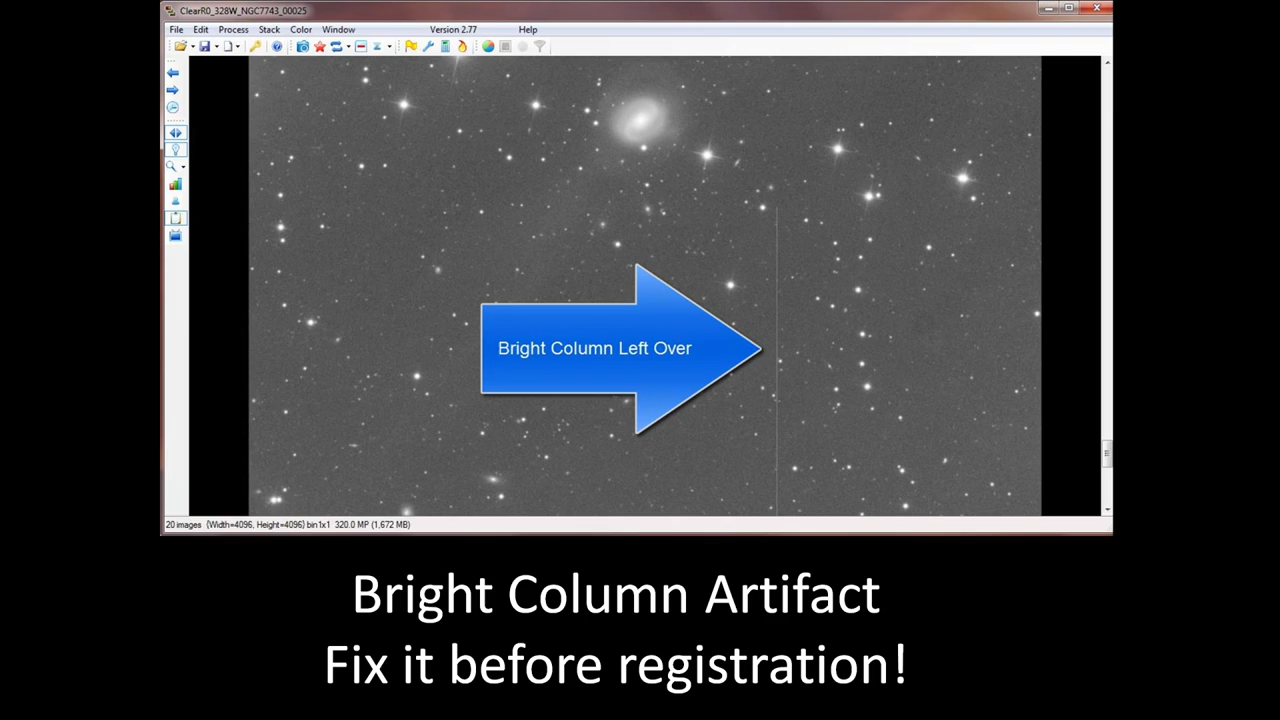 ClearR0_328W_NGC7743_00025
File Edit Process Stack Color Window Version 2.77 Help
Bright Column Left Over
20 images (Width=4096, Height=4096) bin1x1 320.0 MP (1,672 MB)
Bright Column Artifact
Fix it before registration!